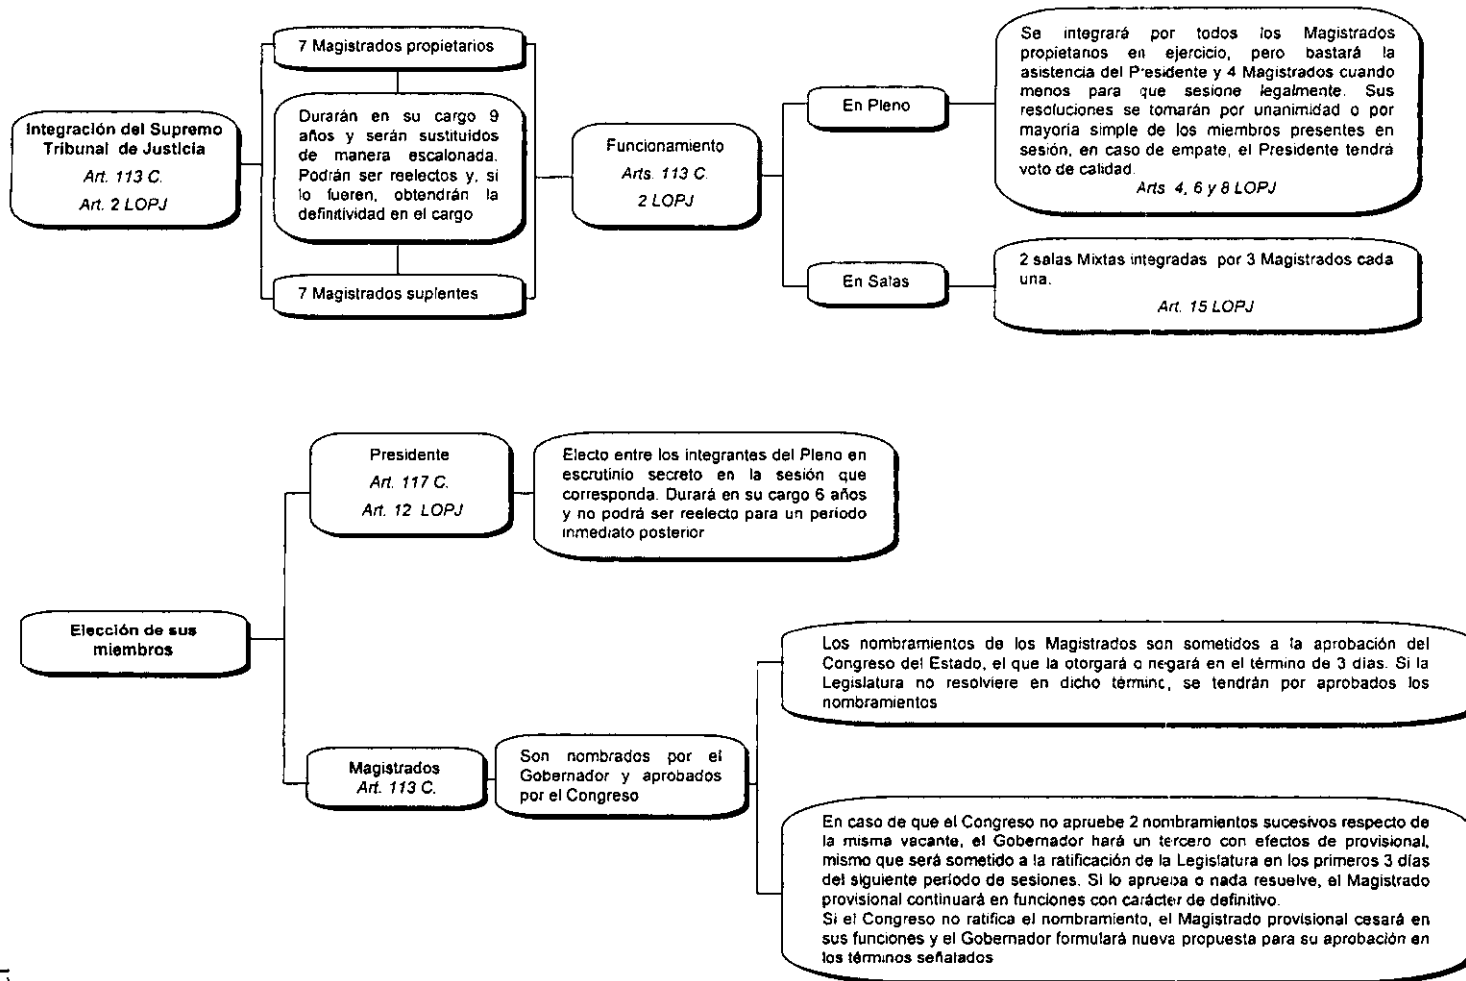 Integración del Supremo
Tribunal de Justicia
Art. 113 C.
Art. 2 LOPJ
7 Magistrados propietarios
Durarán en su cargo 9
años y serán sustituidos
de manera escalonada.
Podrán ser reelectos y, si
lo fueren, obtendrán la
definitividad en el cargo
7 Magistrados suplentes
Funcionamiento
Arts. 113 C.
2 LOPJ
En Pleno
Se integrará por todos los Magistrados
propietarios en ejercicio, pero bastará la
asistencia del Presidente y 4 Magistrados cuando
menos para que sesione legalmente. Sus
resoluciones se tomarán por unanimidad o por
mayoría simple de los miembros presentes en
sesión, en caso de empate, el Presidente tendrá
voto de calidad.
Arts 4, 6 y 8 LOPJ
En Salas
2 salas Mixtas integradas por 3 Magistrados cada
una.
Art. 15 LOPJ
Elección de sus
miembros
Presidente
Art. 117 C.
Art. 12 LOPJ
Electo entre los integrantes del Pleno en
escrutinio secreto en la sesión que
corresponda. Durará en su cargo 6 años
y no podrá ser reelecto para un período
inmediato posterior
Magistrados
Art. 113 C.
Son nombrados por el
Gobernador y aprobados
por el Congreso
Los nombramientos de los Magistrados son sometidos a la aprobación del
Congreso del Estado, el que la otorgará o negará en el término de 3 días. Si la
Legislatura no resolviere en dicho término, se tendrán por aprobados los
nombramientos
En caso de que el Congreso no apruebe 2 nombramientos sucesivos respecto de
la misma vacante, el Gobernador hará un tercero con efectos de provisional,
mismo que será sometido a la ratificación de la Legislatura en los primeros 3 días
del siguiente período de sesiones. Si lo aprueba o nada resuelve, el Magistrado
provisional continuará en funciones con carácter de definitivo.
Si el Congreso no ratifica el nombramiento, el Magistrado provisional cesará en
sus funciones y el Gobernador formulará nueva propuesta para su aprobación en
los términos señalados